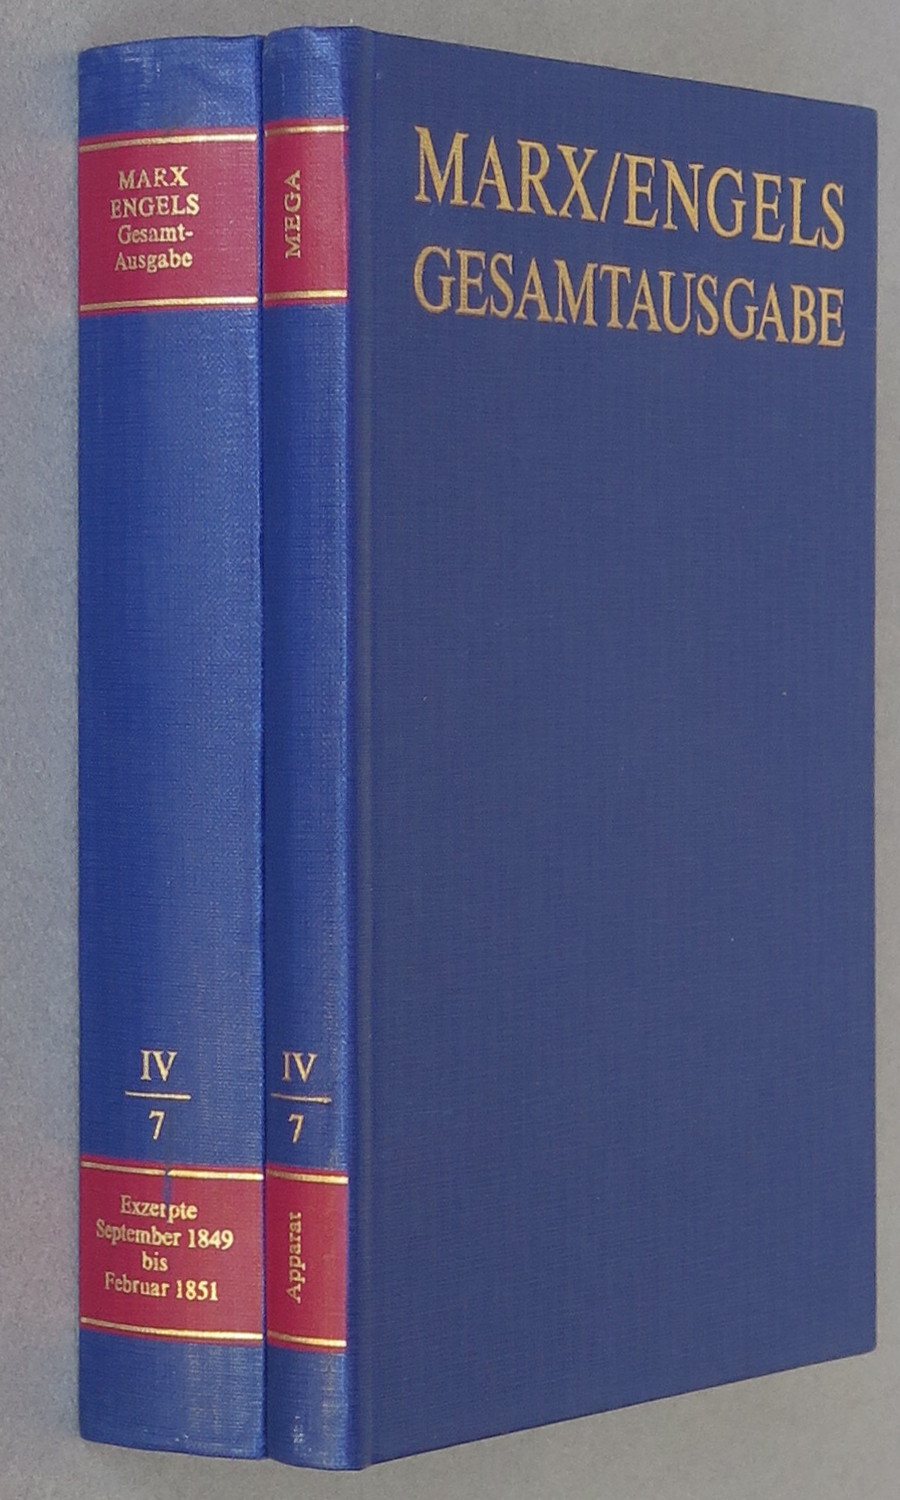 MARX
ENGELS
Gesamt-
Ausgabe
IV
7
Exzerpte
September 1849
bis
Februar 1851
MEGA
IV
7
Apparat
MARX/ENGELS
GESAMTAUSGABE